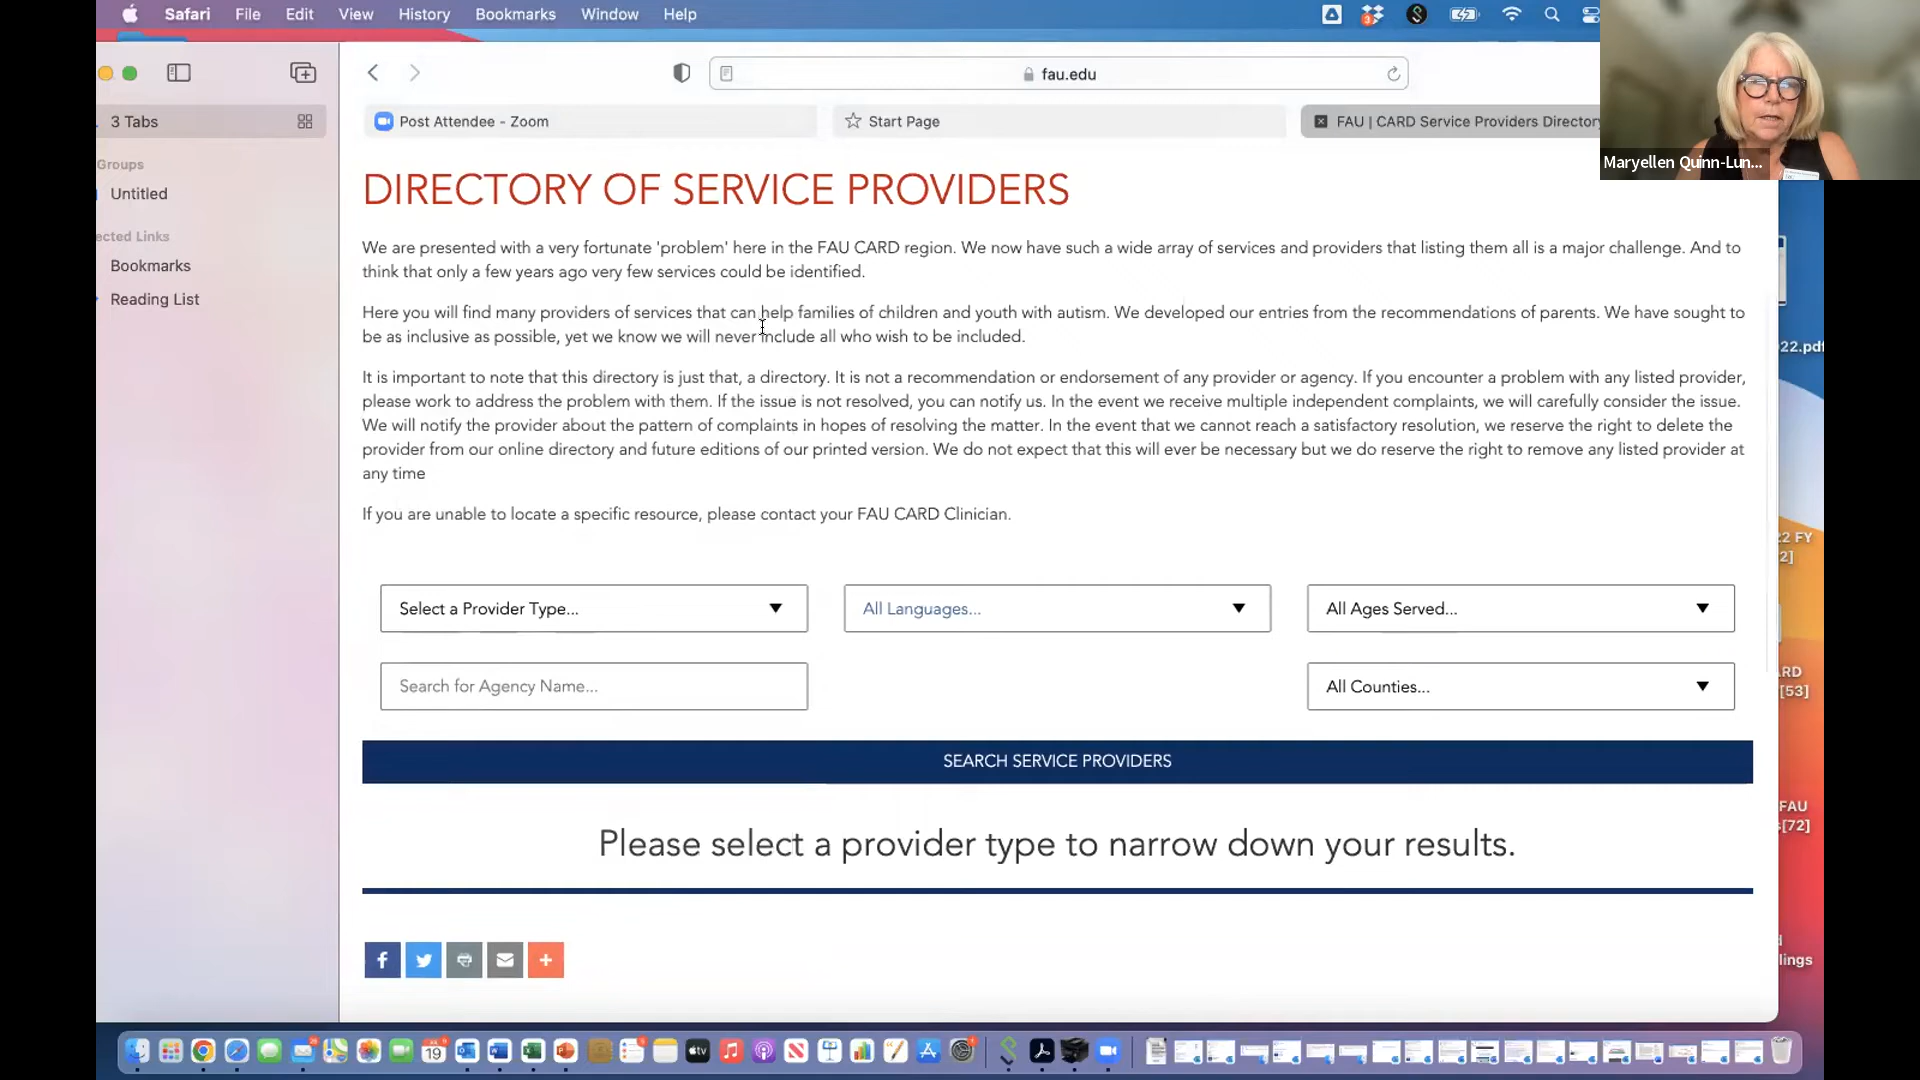 Safari File Edit View History Bookmarks Window Help
fau.edu
3 Tabs
Post Attendee - Zoom
Start Page
FAU | CARD Service Providers Directory
Maryellen Quinn-Lun...
Groups
Untitled
ected Links
Bookmarks
Reading List
DIRECTORY OF SERVICE PROVIDERS
We are presented with a very fortunate 'problem' here in the FAU CARD region. We now have such a wide array of services and providers that listing them all is a major challenge. And to
think that only a few years ago very few services could be identified.
Here you will find many providers of services that can help families of children and youth with autism. We developed our entries from the recommendations of parents. We have sought to
be as inclusive as possible, yet we know we will never include all who wish to be included.
It is important to note that this directory is just that, a directory. It is not a recommendation or endorsement of any provider or agency. If you encounter a problem with any listed provider,
please work to address the problem with them. If the issue is not resolved, you can notify us. In the event we receive multiple independent complaints, we will carefully consider the issue.
We will notify the provider about the pattern of complaints in hopes of resolving the matter. In the event that we cannot reach a satisfactory resolution, we reserve the right to delete the
provider from our online directory and future editions of our printed version. We do not expect that this will ever be necessary but we do reserve the right to remove any listed provider at
any time
If you are unable to locate a specific resource, please contact your FAU CARD Clinician.
Select a Provider Type...
All Languages...
All Ages Served...
Search for Agency Name...
All Counties...
SEARCH SERVICE PROVIDERS
Please select a provider type to narrow down your results.
22.pdf
22 FY
2]
RD
[53]
FAU
s[72]
d
lings
19
tv